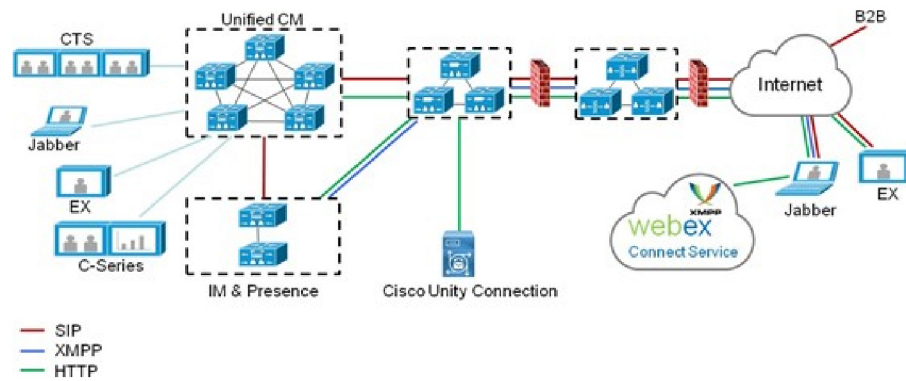 Unified CM
B2B
CTS
Internet
Jabber
EX
C-Series
IM & Presence
Cisco Unity Connection
XMPP
webex
Connect Service
Jabber
EX
SIP
XMPP
HTTP